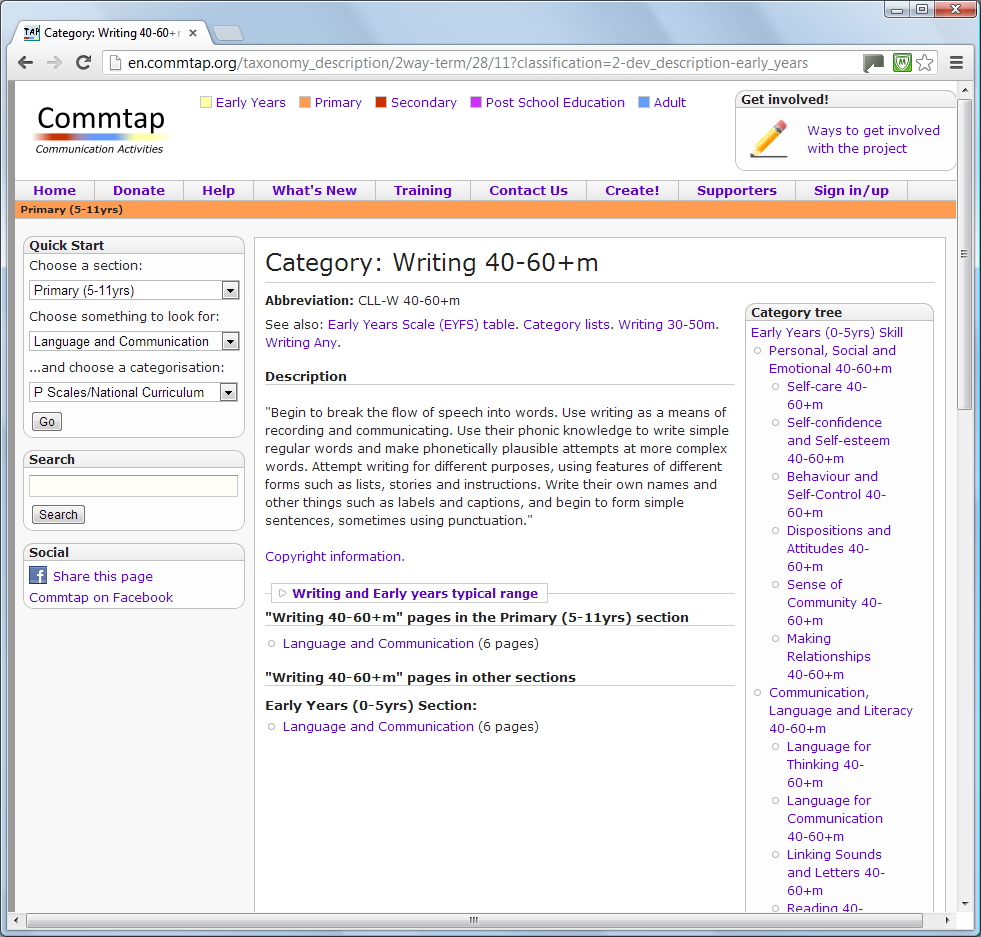 TAP Category: Writing 40-60+r
en.commtap.org/taxonomy_description/2way-term/28/11?classification=2-dev_description-early_years
Commtap
Communication Activities
Early Years Primary Secondary Post School Education Adult
Get involved!
Ways to get involved
with the project
Home Donate Help What's New Training Contact Us Create! Supporters Sign in/up
Primary (5-11yrs)
Quick Start
Choose a section:
Primary (5-11yrs)
Choose something to look for:
Language and Communication
...and choose a categorisation:
P Scales/National Curriculum
Go
Search
Search
Social
f Share this page
Commtap on Facebook
Category: Writing 40-60+m
Abbreviation: CLL-W 40-60+m
See also: Early Years Scale (EYFS) table. Category lists. Writing 30-50m.
Writing Any.
Description
"Begin to break the flow of speech into words. Use writing as a means of
recording and communicating. Use their phonic knowledge to write simple
regular words and make phonetically plausible attempts at more complex
words. Attempt writing for different purposes, using features of different
forms such as lists, stories and instructions. Write their own names and
other things such as labels and captions, and begin to form simple
sentences, sometimes using punctuation."
Copyright information.
Writing and Early years typical range
"Writing 40-60+m" pages in the Primary (5-11yrs) section
Language and Communication (6 pages)
"Writing 40-60+m" pages in other sections
Early Years (0-5yrs) Section:
Language and Communication (6 pages)
Category tree
Early Years (0-5yrs) Skill
Personal, Social and
Emotional 40-60+m
Self-care 40-
60+m
Self-confidence
and Self-esteem
40-60+m
Behaviour and
Self-Control 40-
60+m
Dispositions and
Attitudes 40-
60+m
Sense of
Community 40-
60+m
Making
Relationships
40-60+m
Communication,
Language and Literacy
40-60+m
Language for
Thinking 40-
60+m
Language for
Communication
40-60+m
Linking Sounds
and Letters 40-
60+m
Reading 40-